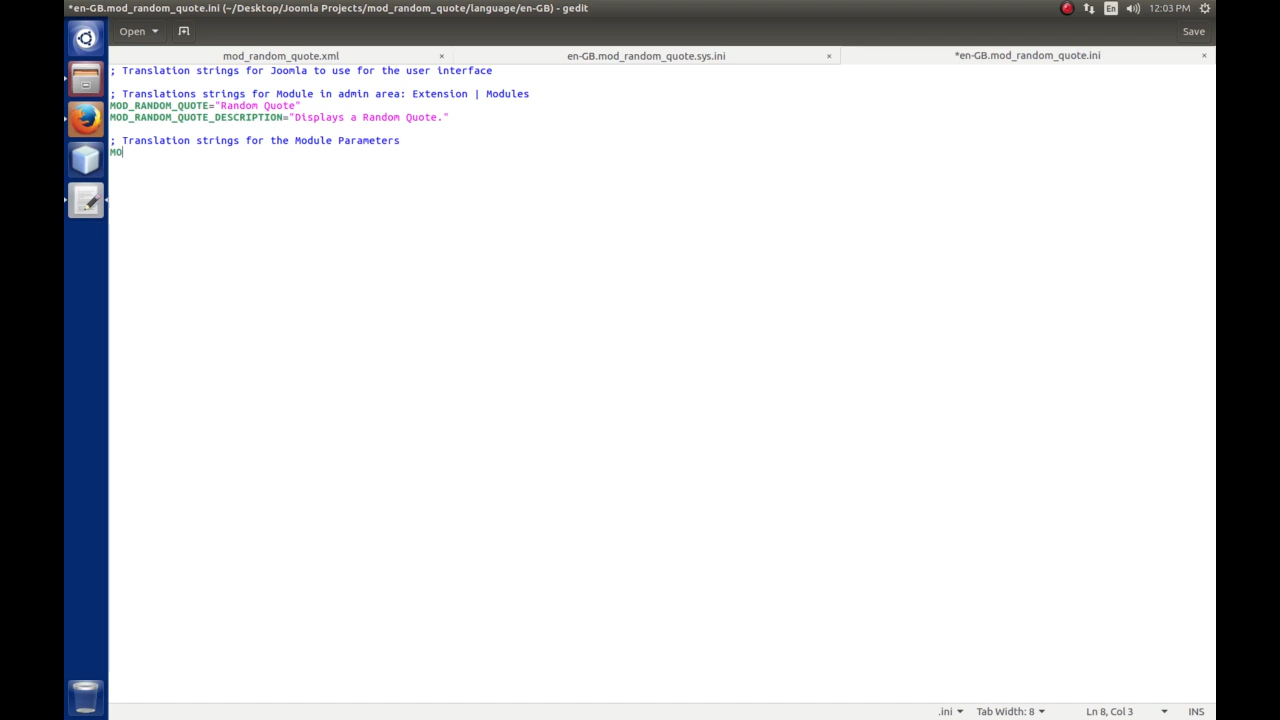 *en-GB.mod_random_quote.ini (~/Desktop/Joomla Projects/mod_random_quote/language/en-GB) - gedit
En
12:03 PM
Open
Save
mod_random_quote.xml
×
en-GB.mod_random_quote.sys.ini
×
*en-GB.mod_random_quote.ini
×
; Translation strings for Joomla to use for the user interface
; Translations strings for Module in admin area: Extension | Modules
MOD_RANDOM_QUOTE="Random Quote"
MOD_RANDOM_QUOTE_DESCRIPTION="Displays a Random Quote."
; Translation strings for the Module Parameters
MO
.ini
Tab Width: 8
Ln 8, Col 3
INS